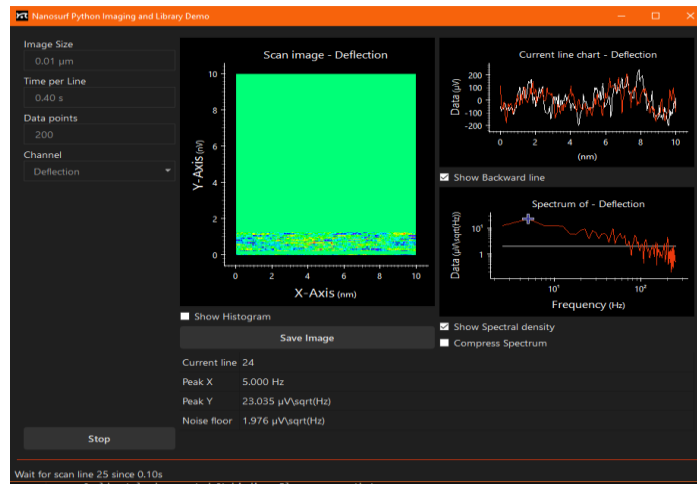 Nanosurf Python Imaging and Library Demo
Image Size
0.01 µm
Time per Line
0.40 s
Data points
200
Channel
Deflection
Scan image - Deflection
Y-Axis (nV)
10
8
6
4
2
0
0 2 4 6 8 10
X-Axis (nm)
Show Histogram
Save Image
Current line 24
Peak X 5.000 Hz
Peak Y 23.035 µV\sqrt(Hz)
Noise floor 1.976 µV\sqrt(Hz)
Current line chart - Deflection
Data (µV)
200
100
0
-100
-200
0 2 4 6 8 10
(nm)
Show Backward line
Spectrum of - Deflection
Data (µV\sqrt(Hz))
10¹
1
10¹ 10²
Frequency (Hz)
Show Spectral density
Compress Spectrum
Stop
Wait for scan line 25 since 0.10s